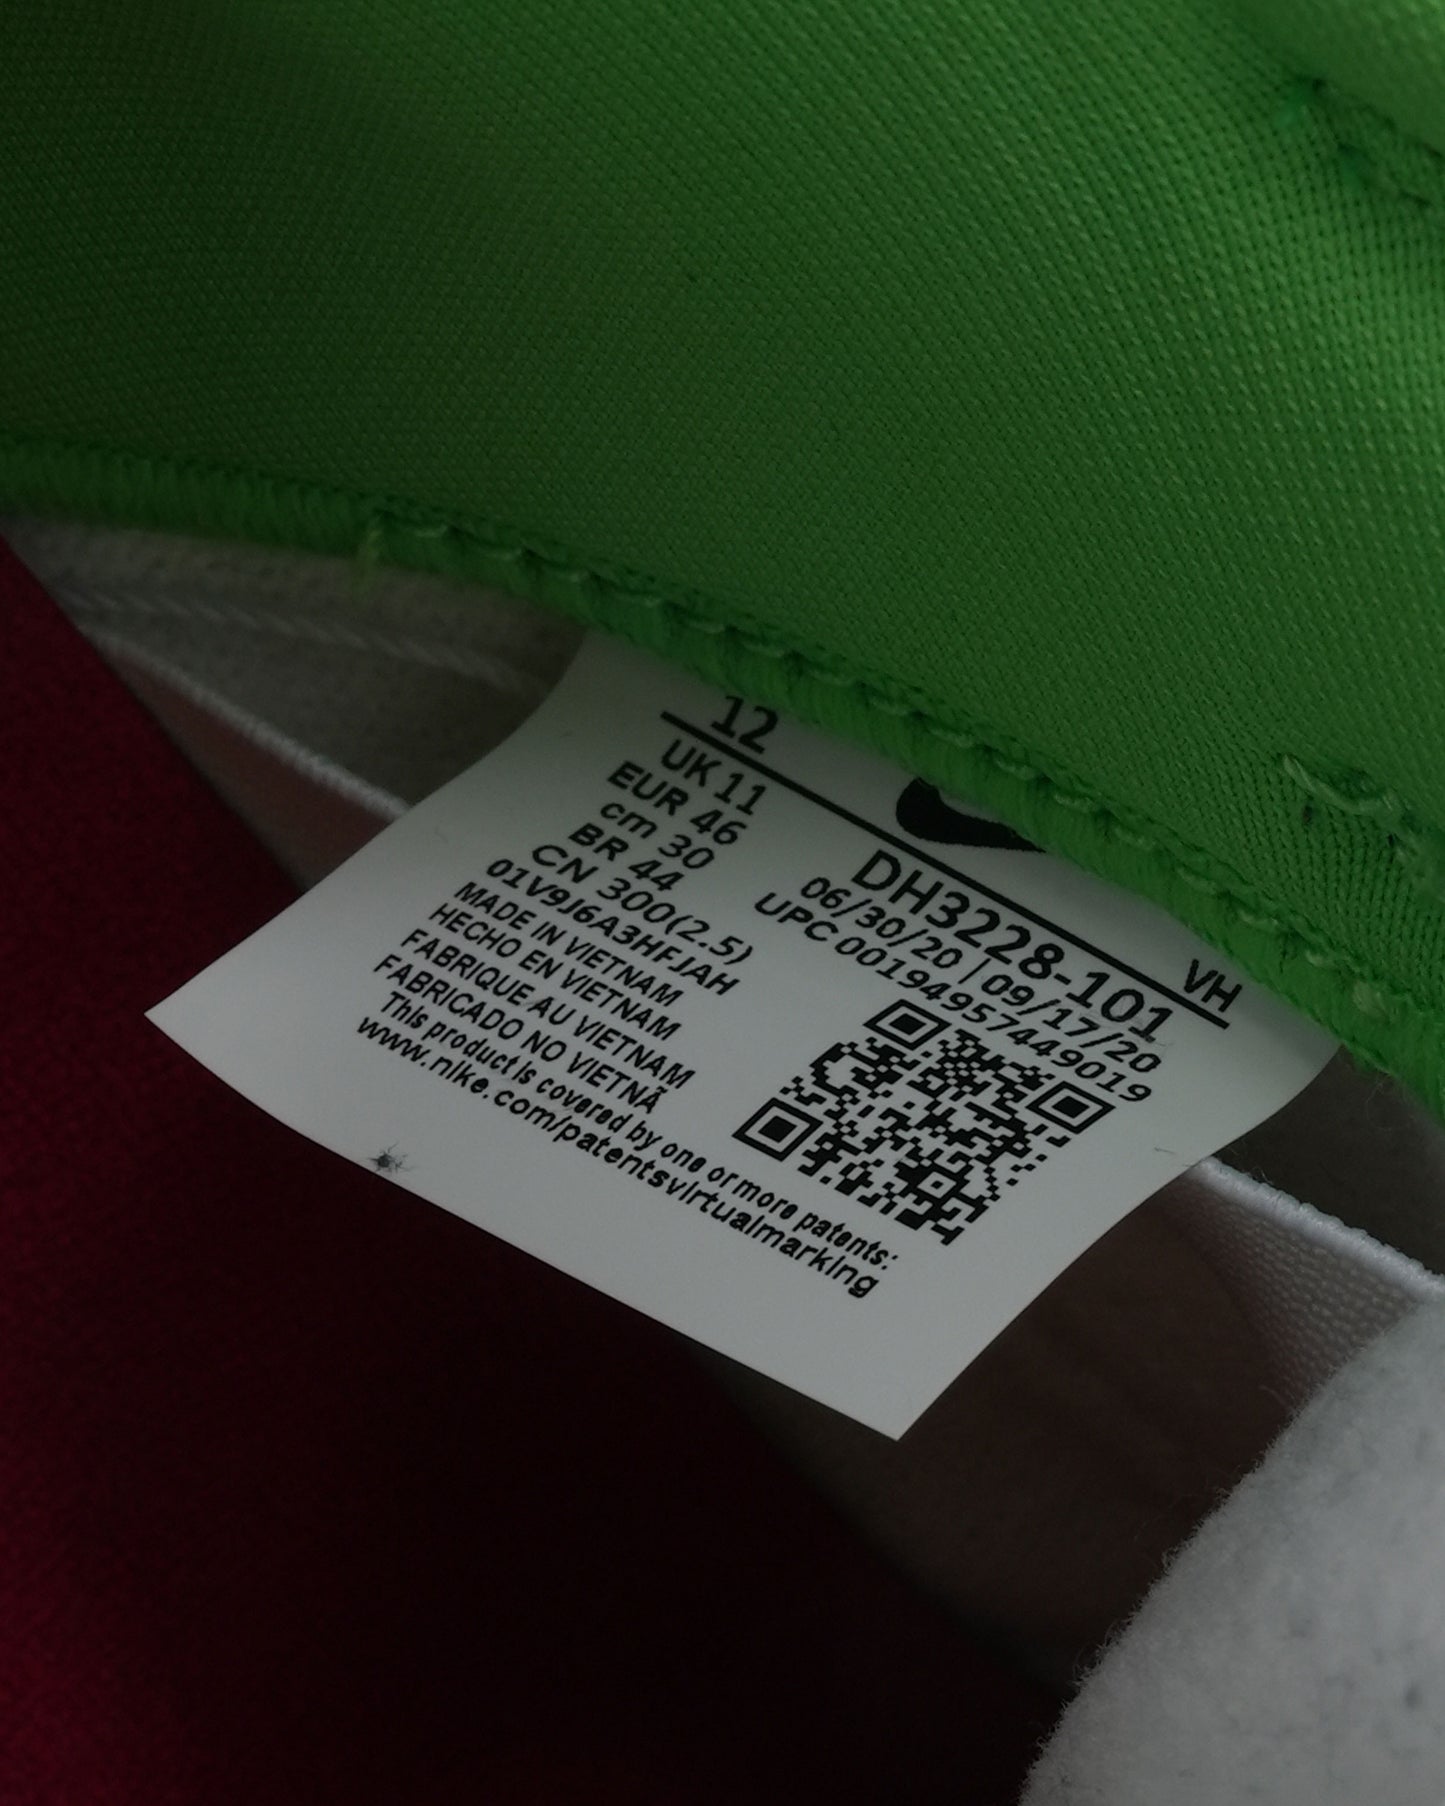 12
UK 11
EUR 46
cm 30
BR 44
CN 300(2.5)
01V9J6A3HFJAH
MADE IN VIETNAM
HECHO EN VIETNAM
FABRIQUE AU VIETNAM
FABRICADO NO VIETNÃ
This product is covered by one or more patents:
www.nike.com/patentsvirtualmarking
VH
DH3228-101
06/30/20 | 09/17/20
UPC 00194957449019